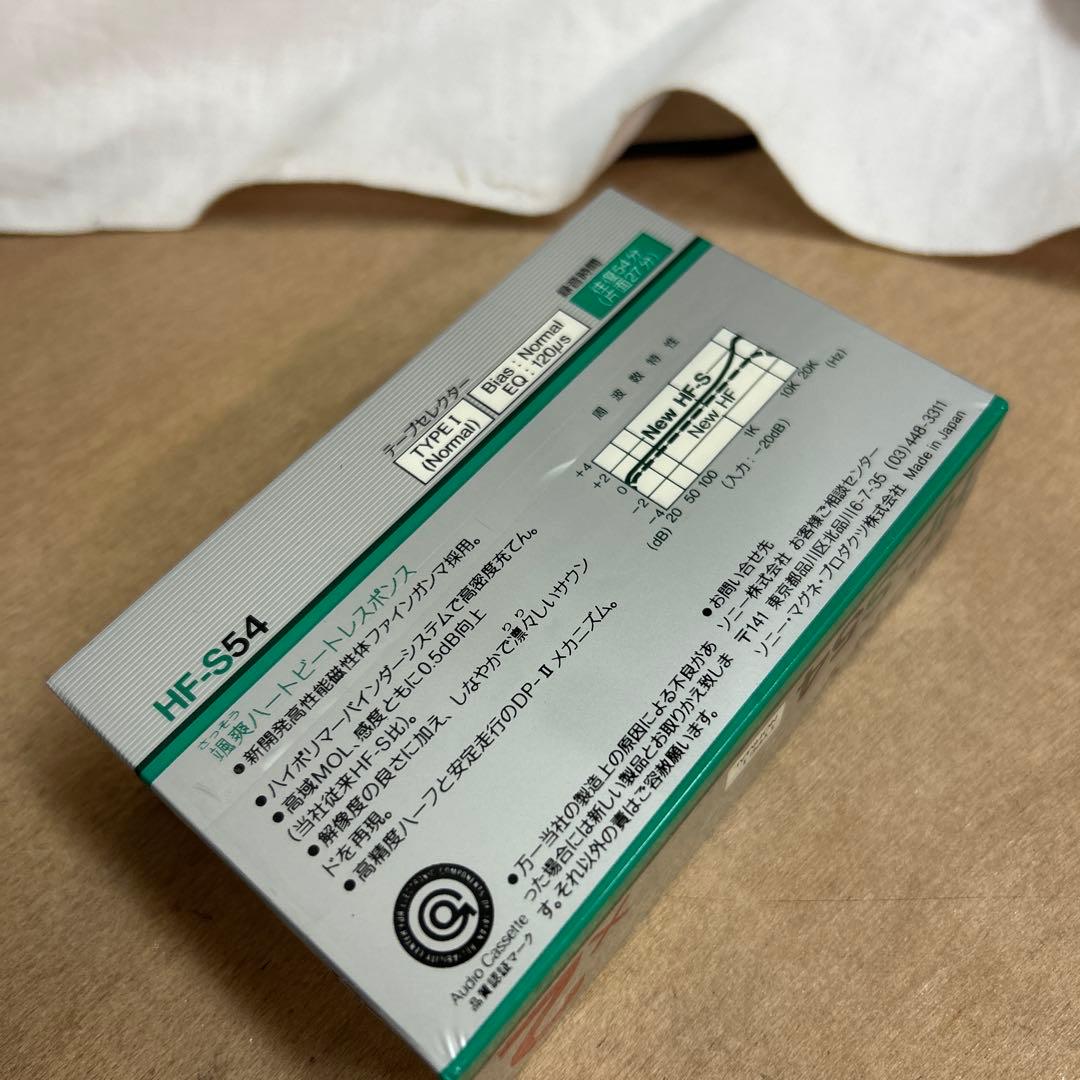 HF-S54
テープセレクター
TYPE I
(Normal)
Bias : Normal
EQ : 120μs
録音時間
往復54分
(片面27分)
さっそう
颯爽ハートビートレスポンス
●新開発高性能磁性体ファインガンマ採用。
●ハイポリマーバインダーシステムで高密度充てん。
●高域MOL、感度ともに0.5dB向上
(当社従来HF-S比)。
●解像度の良さに加え、しなやかで凛々しいサウン
りり
ドを再現。
●高精度ハーフと安定走行のDP-IIメカニズム。
周波数特性
New HF-S
New HF
+4
+2
0
-2
-4
(dB)
20 50 100 1K 10K 20K (Hz)
(入力：-20dB)
Audio Cassette
品質認証マーク
●万一当社の製造上の原因による不良があ
った場合には新しい製品とお取りかえ致しま
す。それ以外の責はご容赦願います。
●お問い合せ先
ソニー株式会社 お客様ご相談センター
〒141 東京都品川区北品川6-7-35 (03)448-3311
ソニー・マグネ・プロダクツ株式会社 Made in Japan